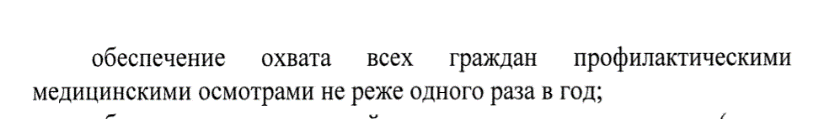 обеспечение охвата всех граждан профилактическими
медицинскими осмотрами не реже одного раза в год;